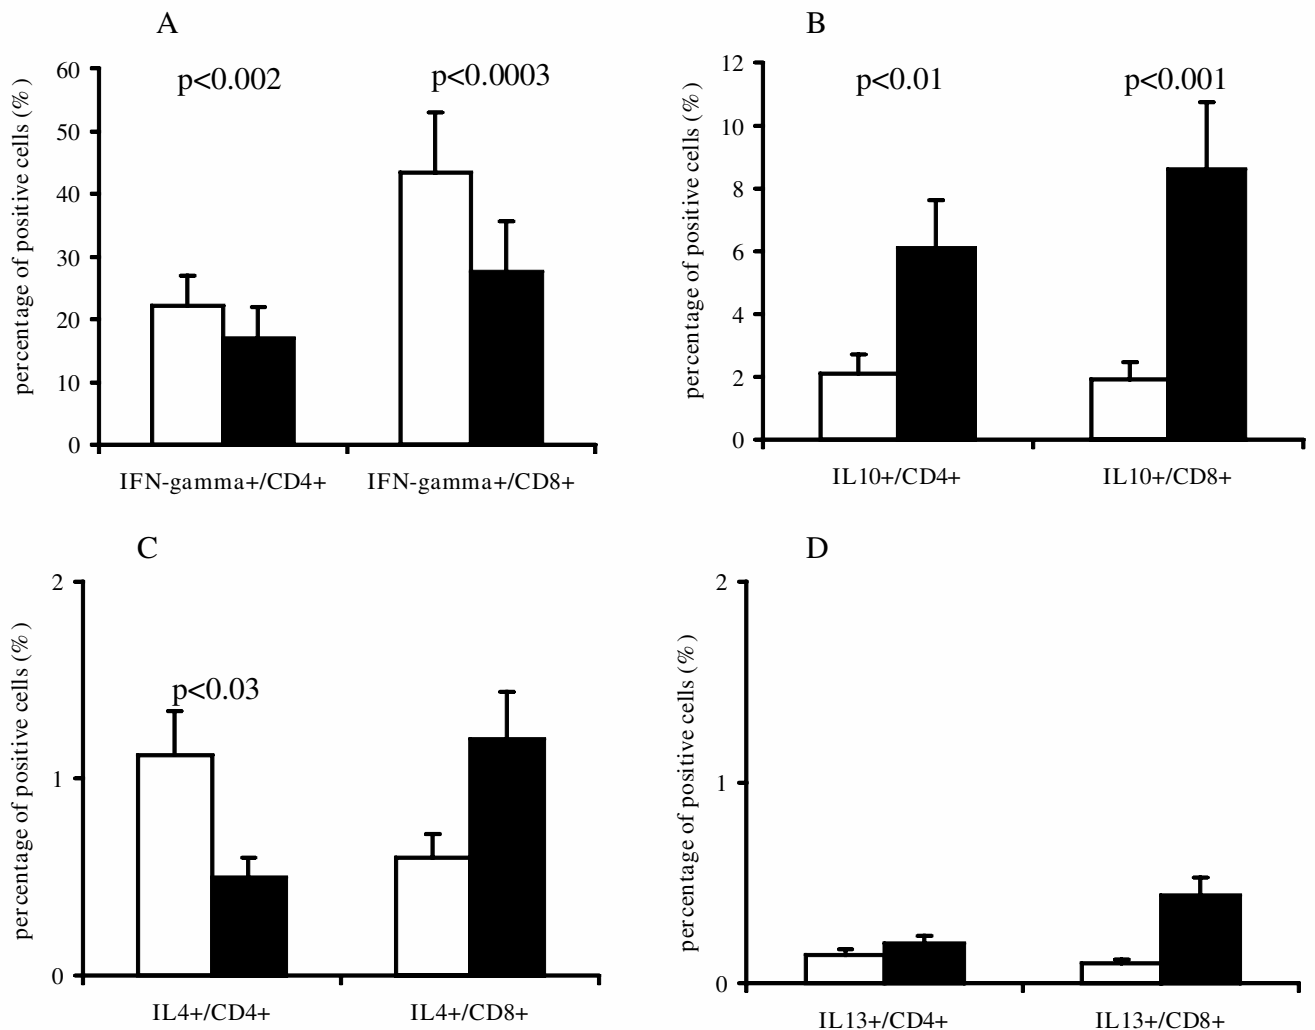 A
percentage of positive cells (%)
60
50
40
30
20
10
0
p<0.002
p<0.0003
IFN-gamma+/CD4+
IFN-gamma+/CD8+
B
percentage of positive cells (%)
12
10
8
6
4
2
0
p<0.01
p<0.001
IL10+/CD4+
IL10+/CD8+
C
percentage of positive cells (%)
2
1
0
p<0.03
IL4+/CD4+
IL4+/CD8+
D
percentage of positive cells (%)
2
1
0
IL13+/CD4+
IL13+/CD8+